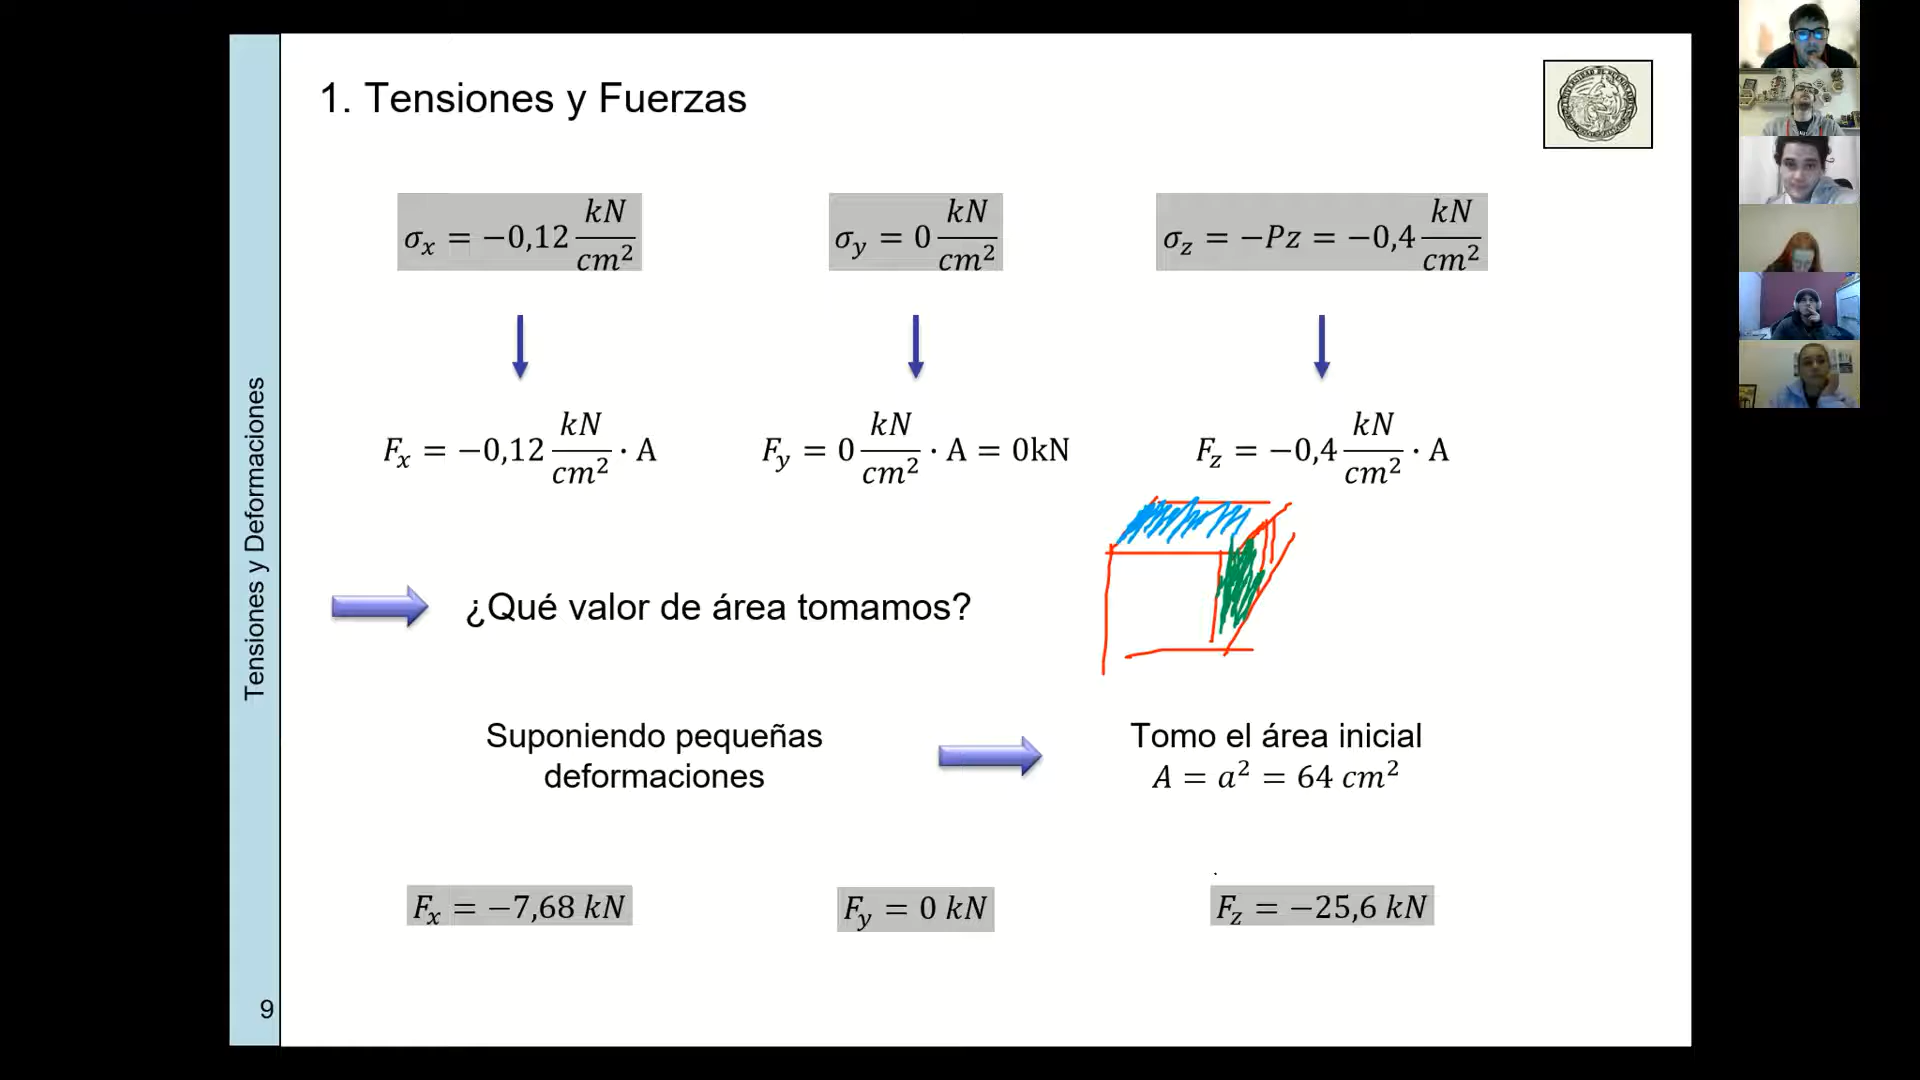 1. Tensiones y Fuerzas
σx = −0,12 kN/cm²
σy = 0 kN/cm²
σz = −Pz = −0,4 kN/cm²
Fx = −0,12 kN/cm² · A
Fy = 0 kN/cm² · A = 0kN
Fz = −0,4 kN/cm² · A
¿Qué valor de área tomamos?
Suponiendo pequeñas
deformaciones
Tomo el área inicial
A = a² = 64 cm²
Fx = −7,68 kN
Fy = 0 kN
Fz = −25,6 kN
Tensiones y Deformaciones
9